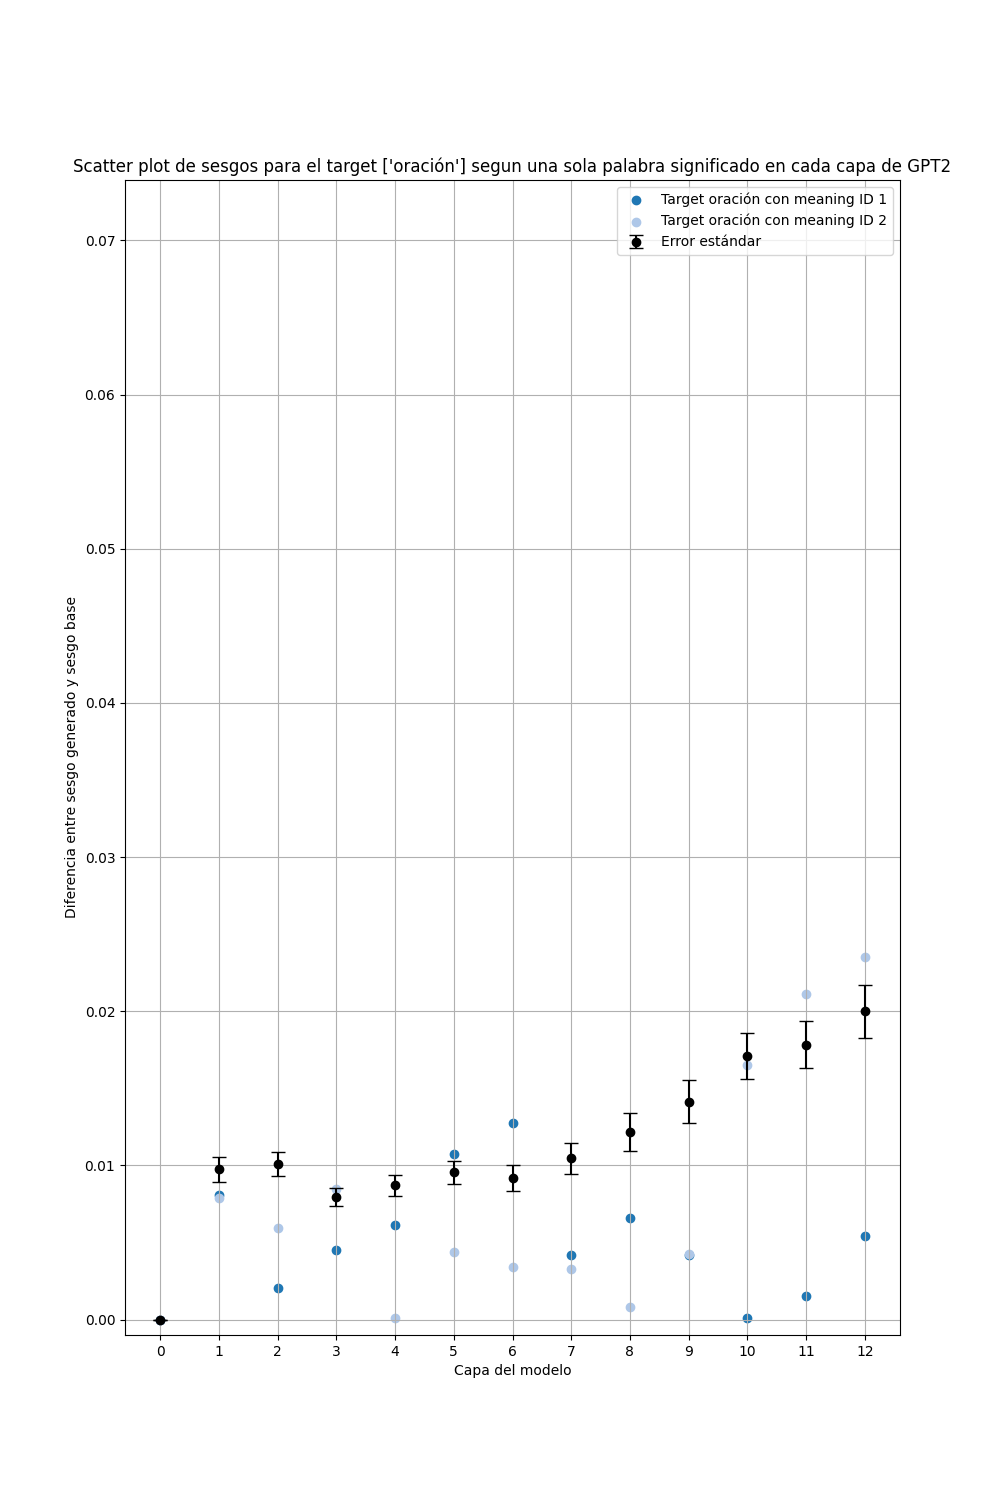 Scatter plot de sesgos para el target ['oración'] segun una sola palabra significado en cada capa de GPT2
Target oración con meaning ID 1
Target oración con meaning ID 2
Error estándar
Diferencia entre sesgo generado y sesgo base
0.07
0.06
0.05
0.04
0.03
0.02
0.01
0.00
0 1 2 3 4 5 6 7 8 9 10 11 12
Capa del modelo